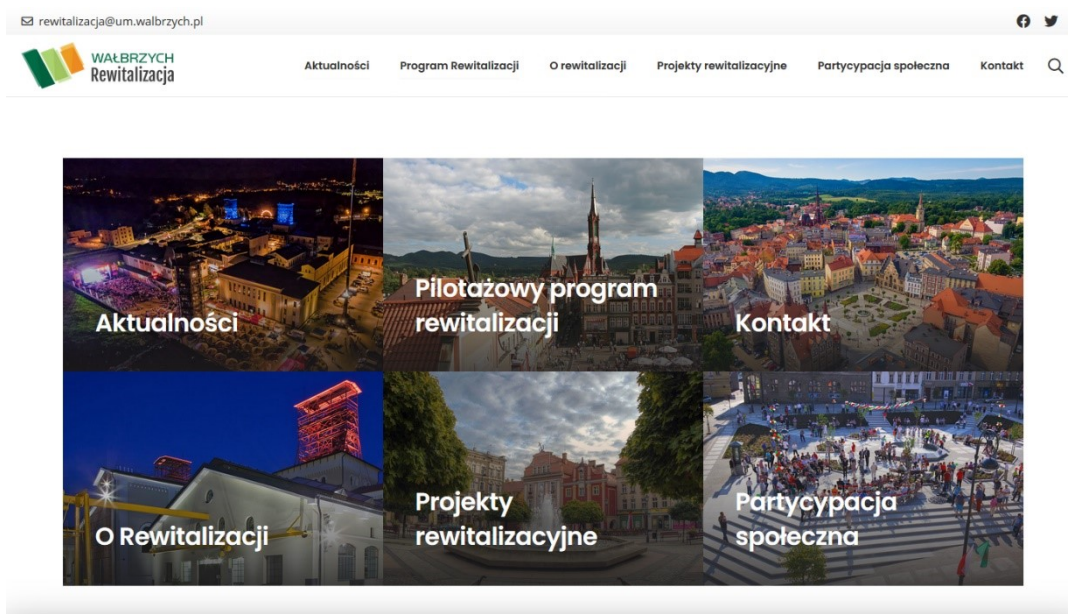 rewitalizacja@um.walbrzych.pl
WAŁBRZYCH
Rewitalizacja
Aktualności
Program Rewitalizacji
O rewitalizacji
Projekty rewitalizacyjne
Partycypacja społeczna
Kontakt
Aktualności
Pilotażowy program
rewitalizacji
Kontakt
O Rewitalizacji
Projekty
rewitalizacyjne
Partycypacja
społeczna